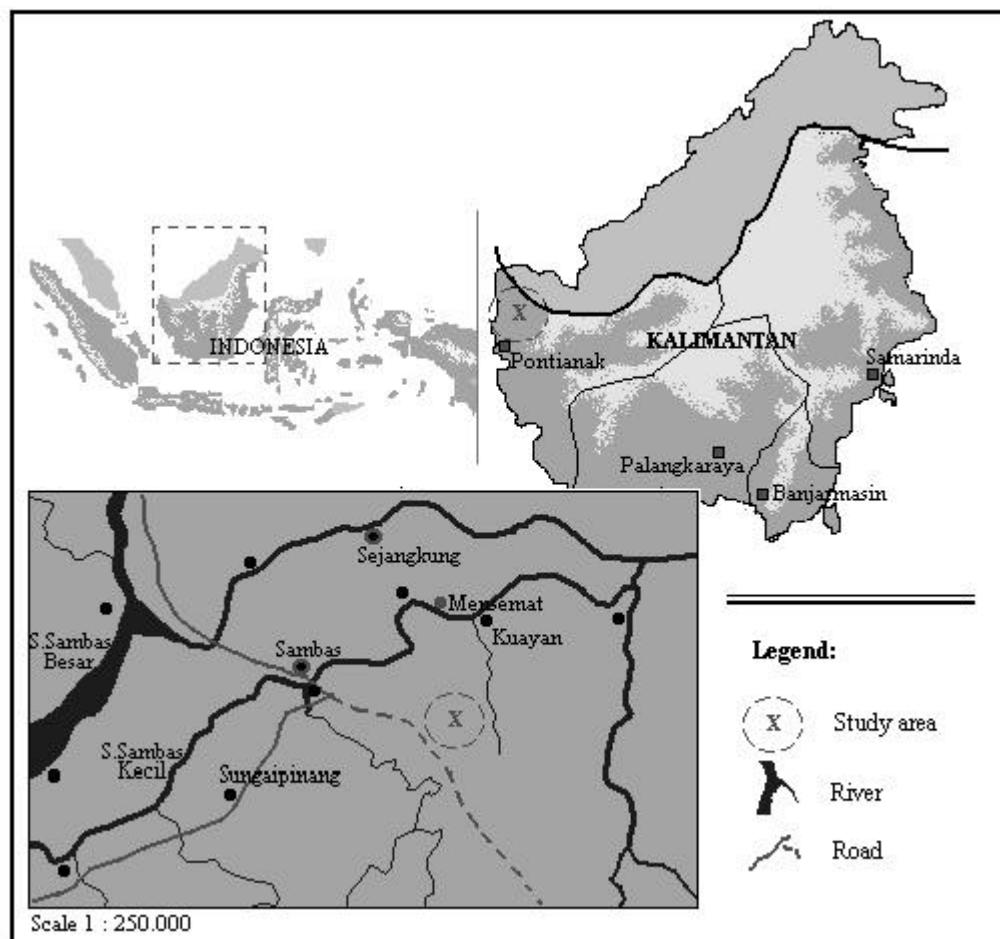 INDONESIA
X
KALIMANTAN
Pontianak
Samarinda
Palangkaraya
Banjarmasin
Sejangkung
Mensemat
Kuayan
S.Sambas
Besar
Sambas
X
S.Sambas
Kecil
Sungaipinang
Scale 1 : 250.000
Legend:
X Study area
River
Road